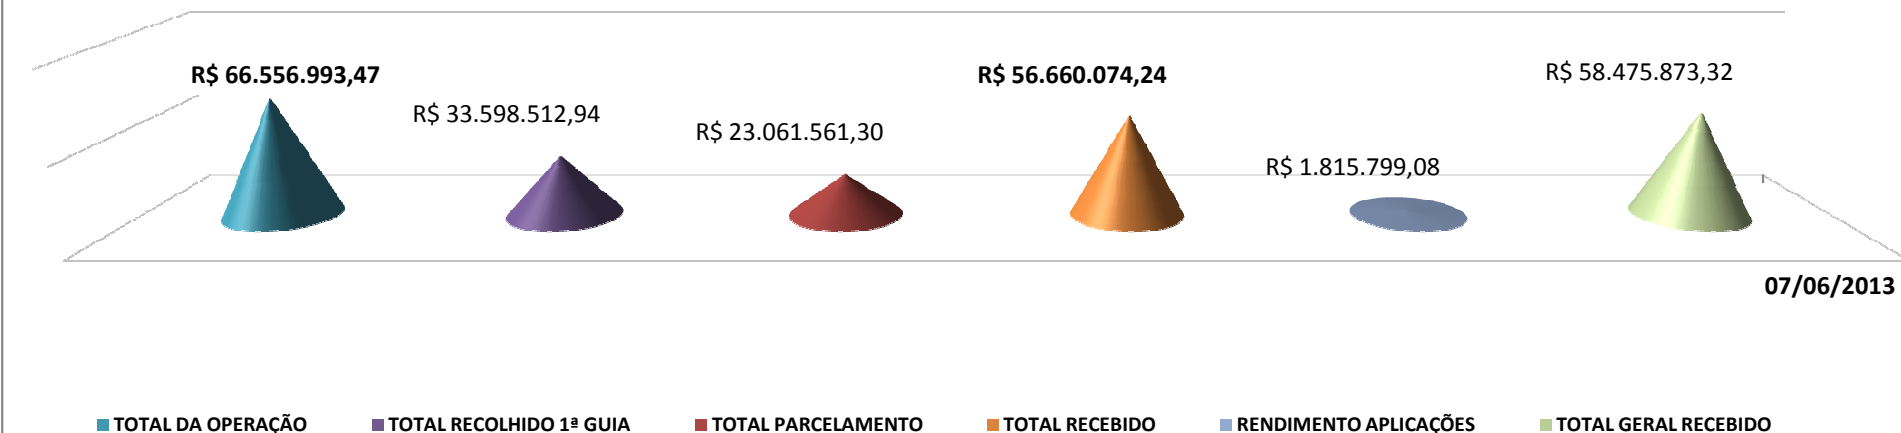 R$ 66.556.993,47
R$ 33.598.512,94
R$ 23.061.561,30
R$ 56.660.074,24
R$ 1.815.799,08
R$ 58.475.873,32
07/06/2013
TOTAL DA OPERAÇÃO
TOTAL RECOLHIDO 1ª GUIA
TOTAL PARCELAMENTO
TOTAL RECEBIDO
RENDIMENTO APLICAÇÕES
TOTAL GERAL RECEBIDO